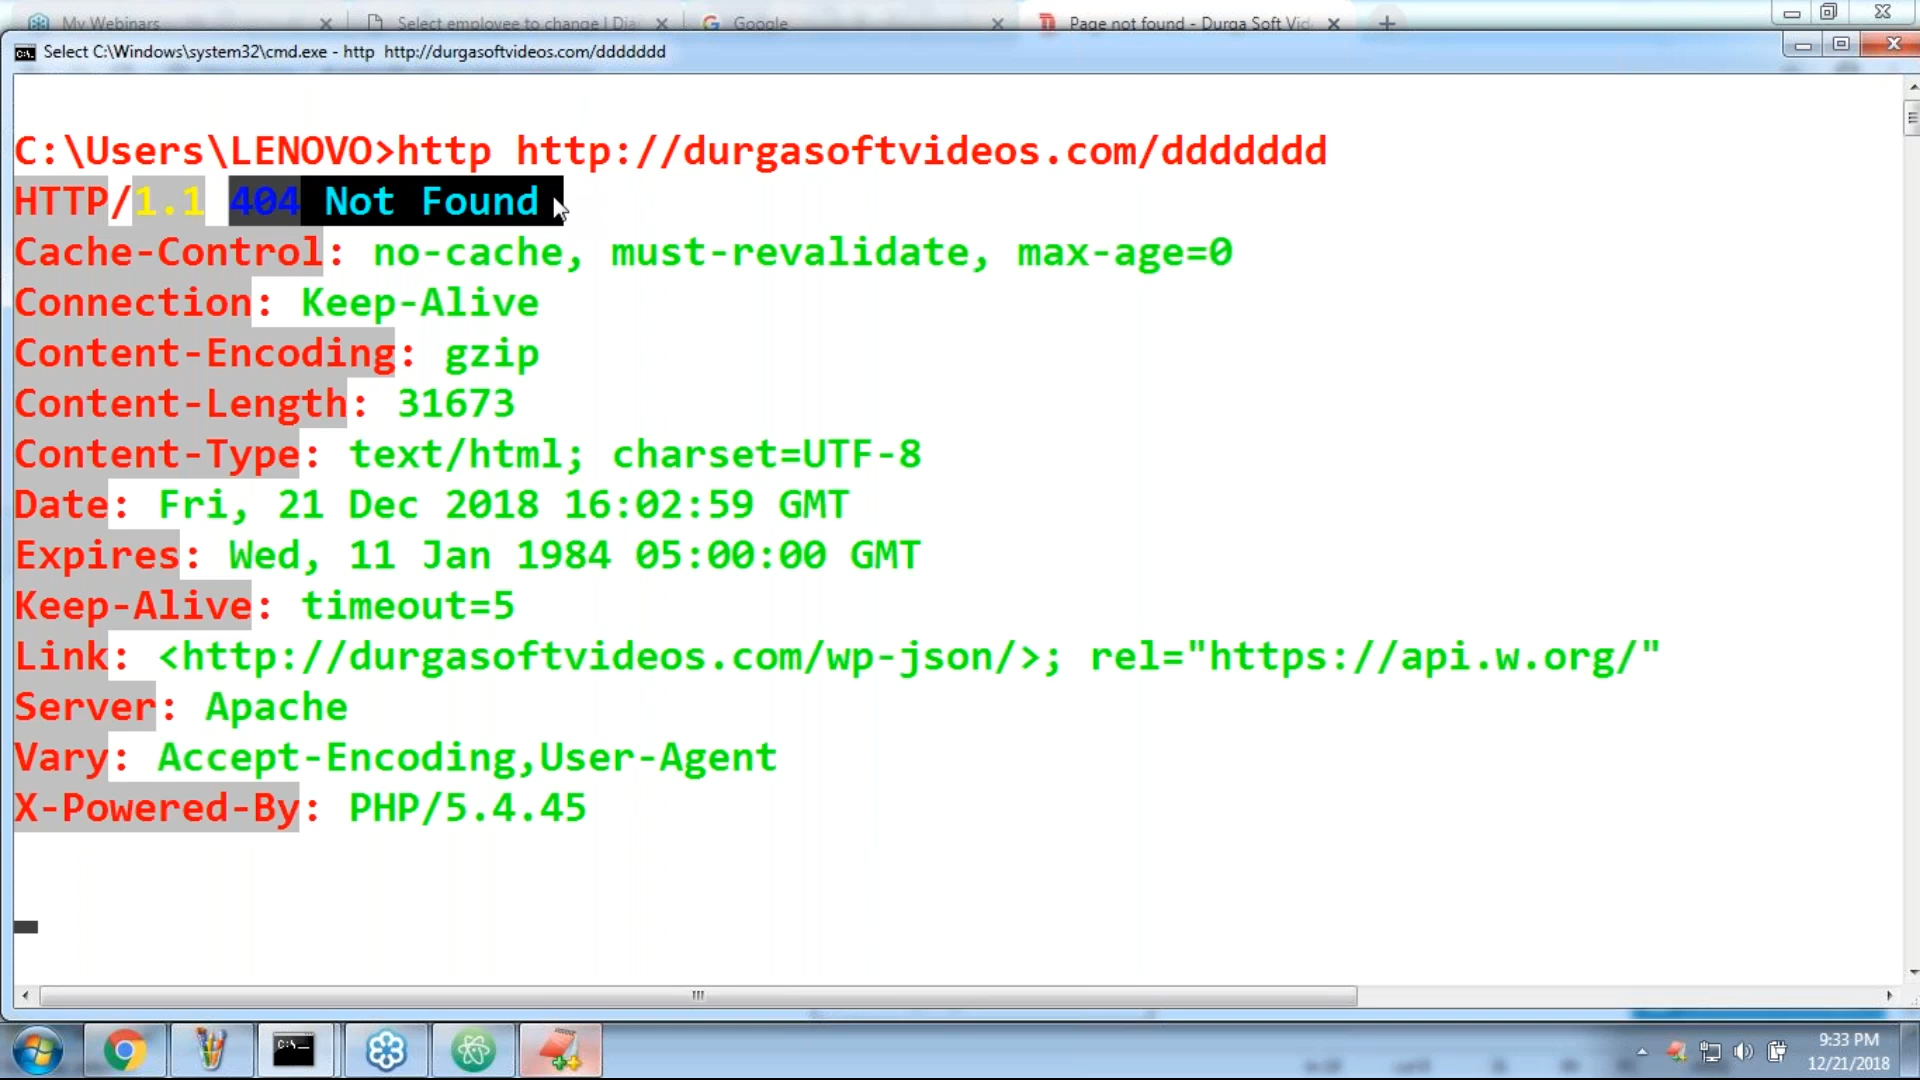 My Webinars
Select employee to change | Dja
Google
Page not found - Durga Soft Vid
Select C:\Windows\system32\cmd.exe - http  http://durgasoftvideos.com/ddddddd
C:\Users\LENOVO>http http://durgasoftvideos.com/ddddddd
HTTP/1.1 404 Not Found
Cache-Control: no-cache, must-revalidate, max-age=0
Connection: Keep-Alive
Content-Encoding: gzip
Content-Length: 31673
Content-Type: text/html; charset=UTF-8
Date: Fri, 21 Dec 2018 16:02:59 GMT
Expires: Wed, 11 Jan 1984 05:00:00 GMT
Keep-Alive: timeout=5
Link: <http://durgasoftvideos.com/wp-json/>; rel="https://api.w.org/"
Server: Apache
Vary: Accept-Encoding,User-Agent
X-Powered-By: PHP/5.4.45
9:33 PM
12/21/2018